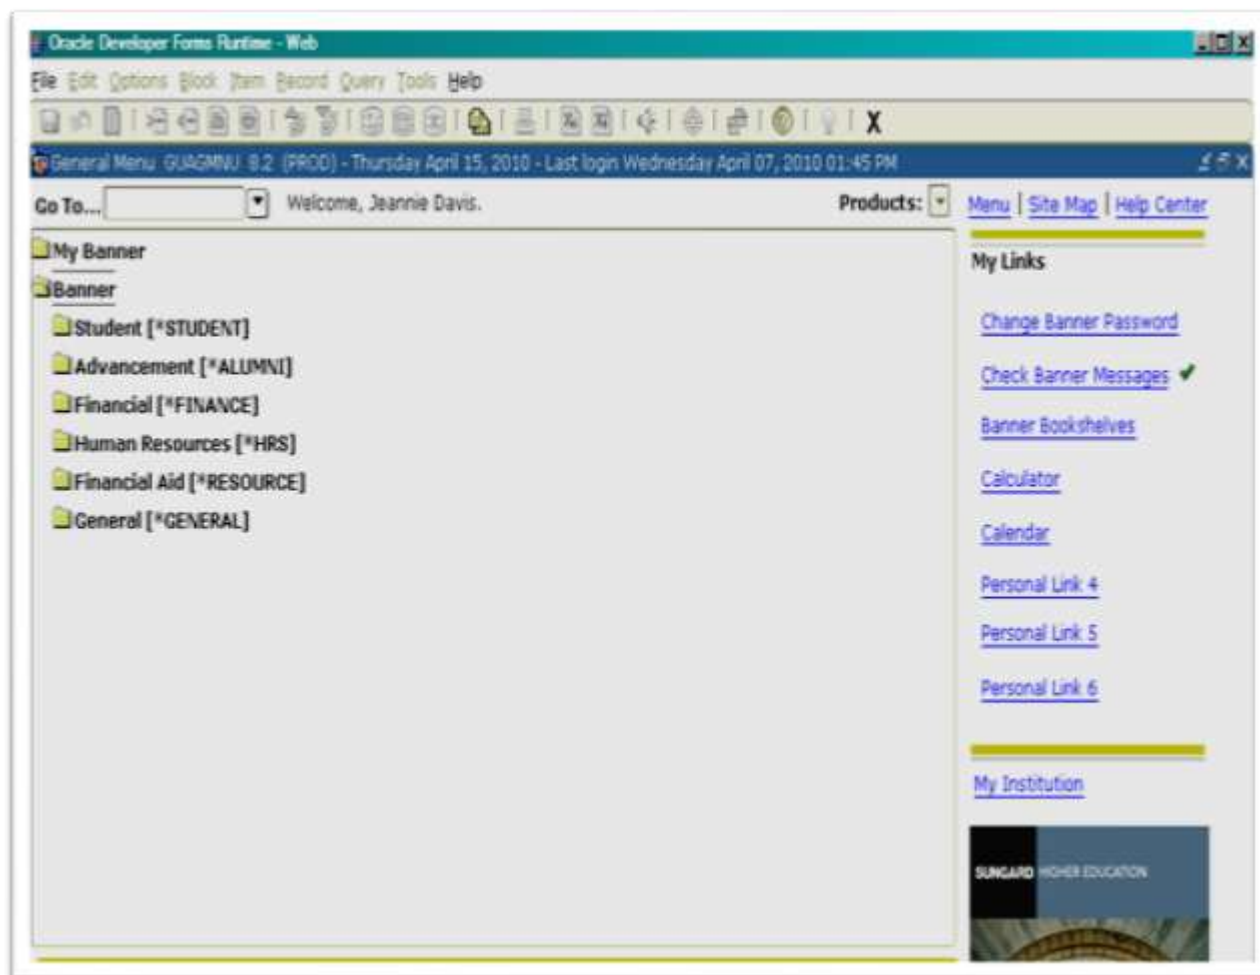 Oracle Developer Forms Runtime - Web
File Edit Options Block Item Record Query Tools Help
X
General Menu GUAGMNU 8.2 (PROD) - Thursday April 15, 2010 - Last login Wednesday April 07, 2010 01:45 PM
Go To... Welcome, Jeannie Davis. Products: Menu | Site Map | Help Center
My Banner
Banner
Student [*STUDENT]
Advancement [*ALUMNI]
Financial [*FINANCE]
Human Resources [*HRS]
Financial Aid [*RESOURCE]
General [*GENERAL]
My Links
Change Banner Password
Check Banner Messages
Banner Bookshelves
Calculator
Calendar
Personal Link 4
Personal Link 5
Personal Link 6
My Institution
SUNGARD HIGHER EDUCATION